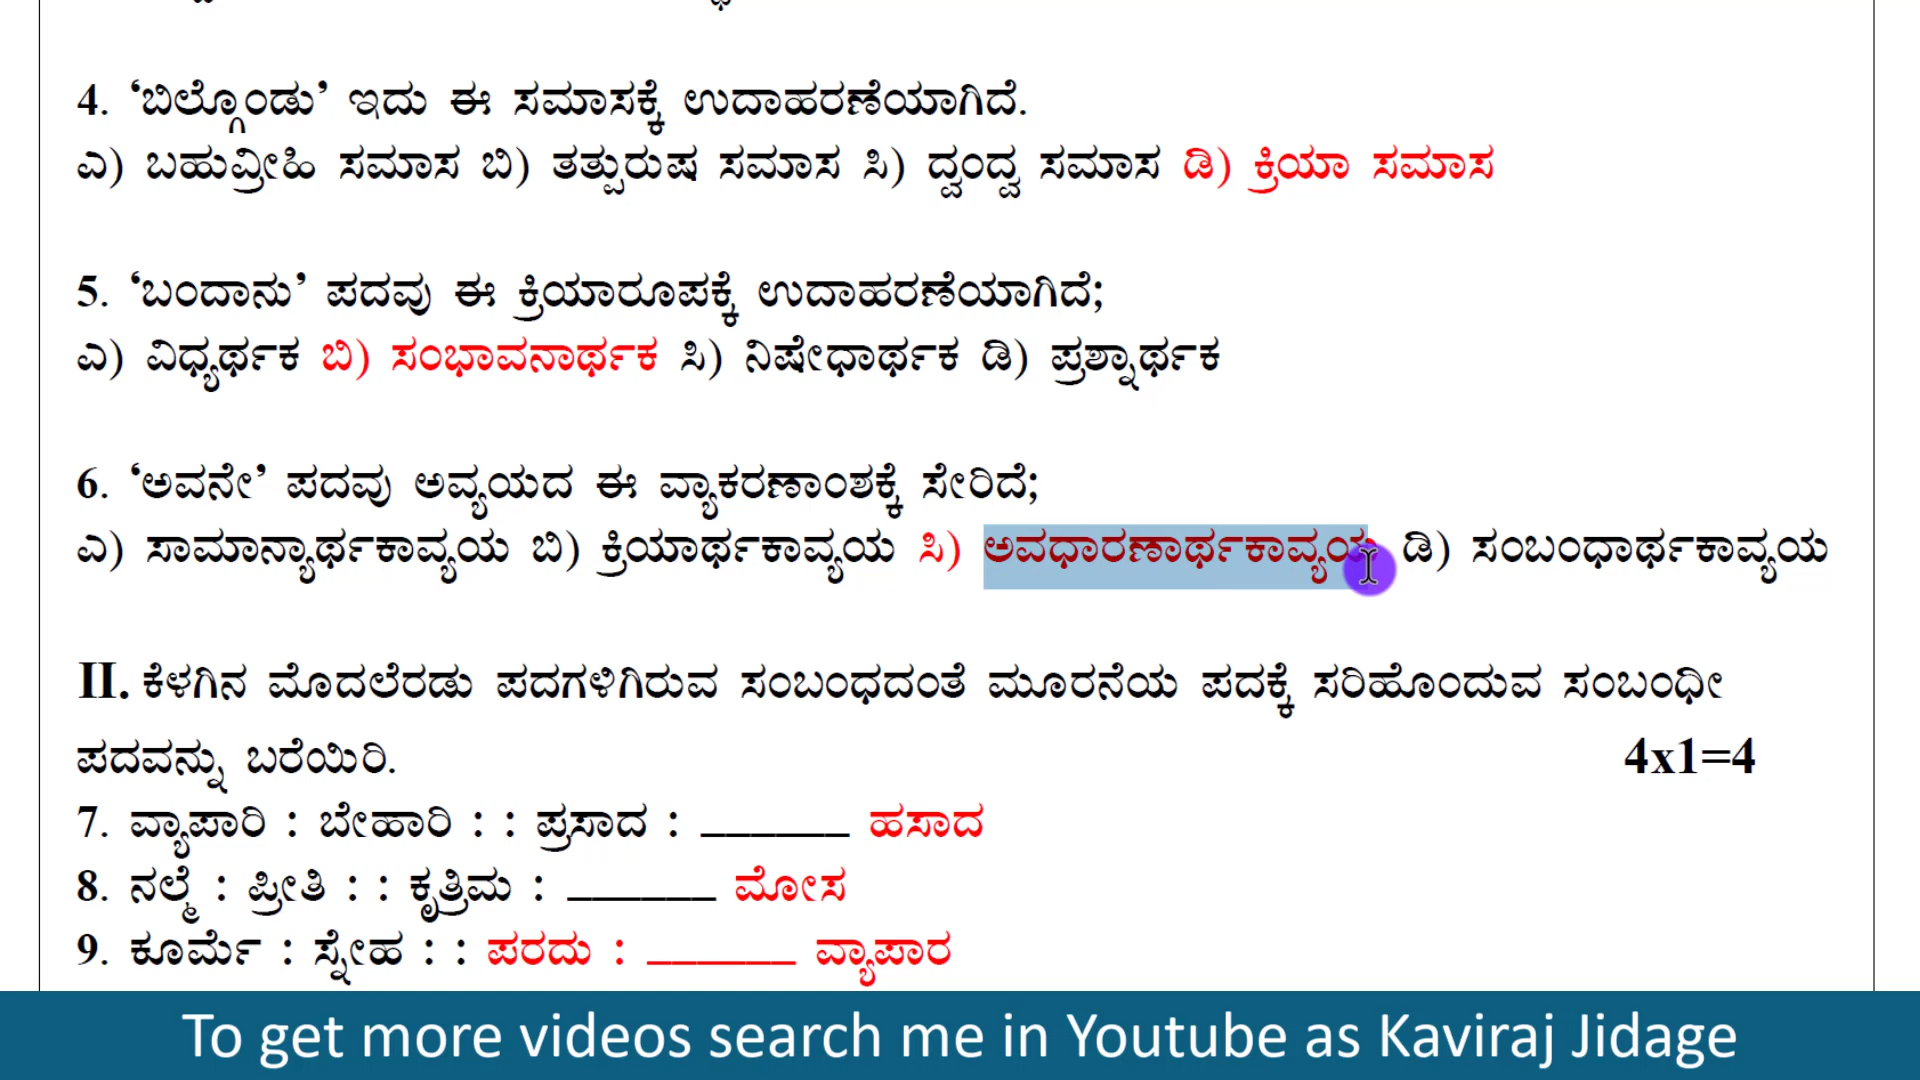 4. ‘ಬಿಲ್ಗೊಂಡು’ ಇದು ಈ ಸಮಾಸಕ್ಕೆ ಉದಾಹರಣೆಯಾಗಿದೆ.
ಎ) ಬಹುವ್ರೀಹಿ ಸಮಾಸ ಬಿ) ತತ್ಪುರುಷ ಸಮಾಸ ಸಿ) ದ್ವಂದ್ವ ಸಮಾಸ ಡಿ) ಕ್ರಿಯಾ ಸಮಾಸ
5. ‘ಬಂದಾನು’ ಪದವು ಈ ಕ್ರಿಯಾರೂಪಕ್ಕೆ ಉದಾಹರಣೆಯಾಗಿದೆ;
ಎ) ವಿಧ್ಯರ್ಥಕ ಬಿ) ಸಂಭಾವನಾರ್ಥಕ ಸಿ) ನಿಷೇಧಾರ್ಥಕ ಡಿ) ಪ್ರಶ್ನಾರ್ಥಕ
6. ‘ಅವನೇ’ ಪದವು ಅವ್ಯಯದ ಈ ವ್ಯಾಕರಣಾಂಶಕ್ಕೆ ಸೇರಿದೆ;
ಎ) ಸಾಮಾನ್ಯಾರ್ಥಕಾವ್ಯಯ ಬಿ) ಕ್ರಿಯಾರ್ಥಕಾವ್ಯಯ ಸಿ) ಅವಧಾರಣಾರ್ಥಕಾವ್ಯಯ ಡಿ) ಸಂಬಂಧಾರ್ಥಕಾವ್ಯಯ
II. ಕೆಳಗಿನ ಮೊದಲೆರಡು ಪದಗಳಿಗಿರುವ ಸಂಬಂಧದಂತೆ ಮೂರನೆಯ ಪದಕ್ಕೆ ಸರಿಹೊಂದುವ ಸಂಬಂಧೀ
ಪದವನ್ನು ಬರೆಯಿರಿ. 4x1=4
7. ವ್ಯಾಪಾರಿ : ಬೇಹಾರಿ : : ಪ್ರಸಾದ : ______ ಹಸಾದ
8. ನಲ್ಮೆ : ಪ್ರೀತಿ : : ಕೃತ್ರಿಮ : ______ ಮೋಸ
9. ಕೂರ್ಮೆ : ಸ್ನೇಹ : : ಪರದು : ______ ವ್ಯಾಪಾರ
To get more videos search me in Youtube as Kaviraj Jidage